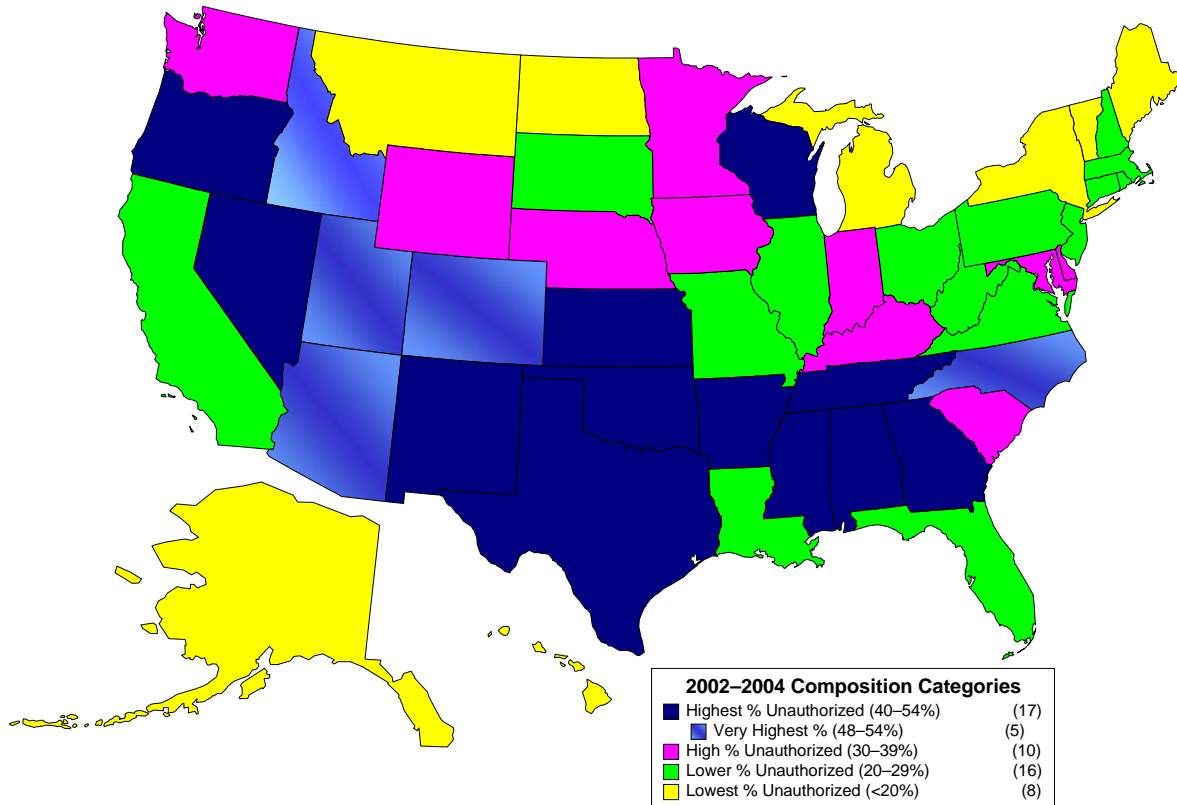 2002–2004 Composition Categories
Highest % Unauthorized (40–54%) (17)
Very Highest % (48–54%) (5)
High % Unauthorized (30–39%) (10)
Lower % Unauthorized (20–29%) (16)
Lowest % Unauthorized (<20%) (8)